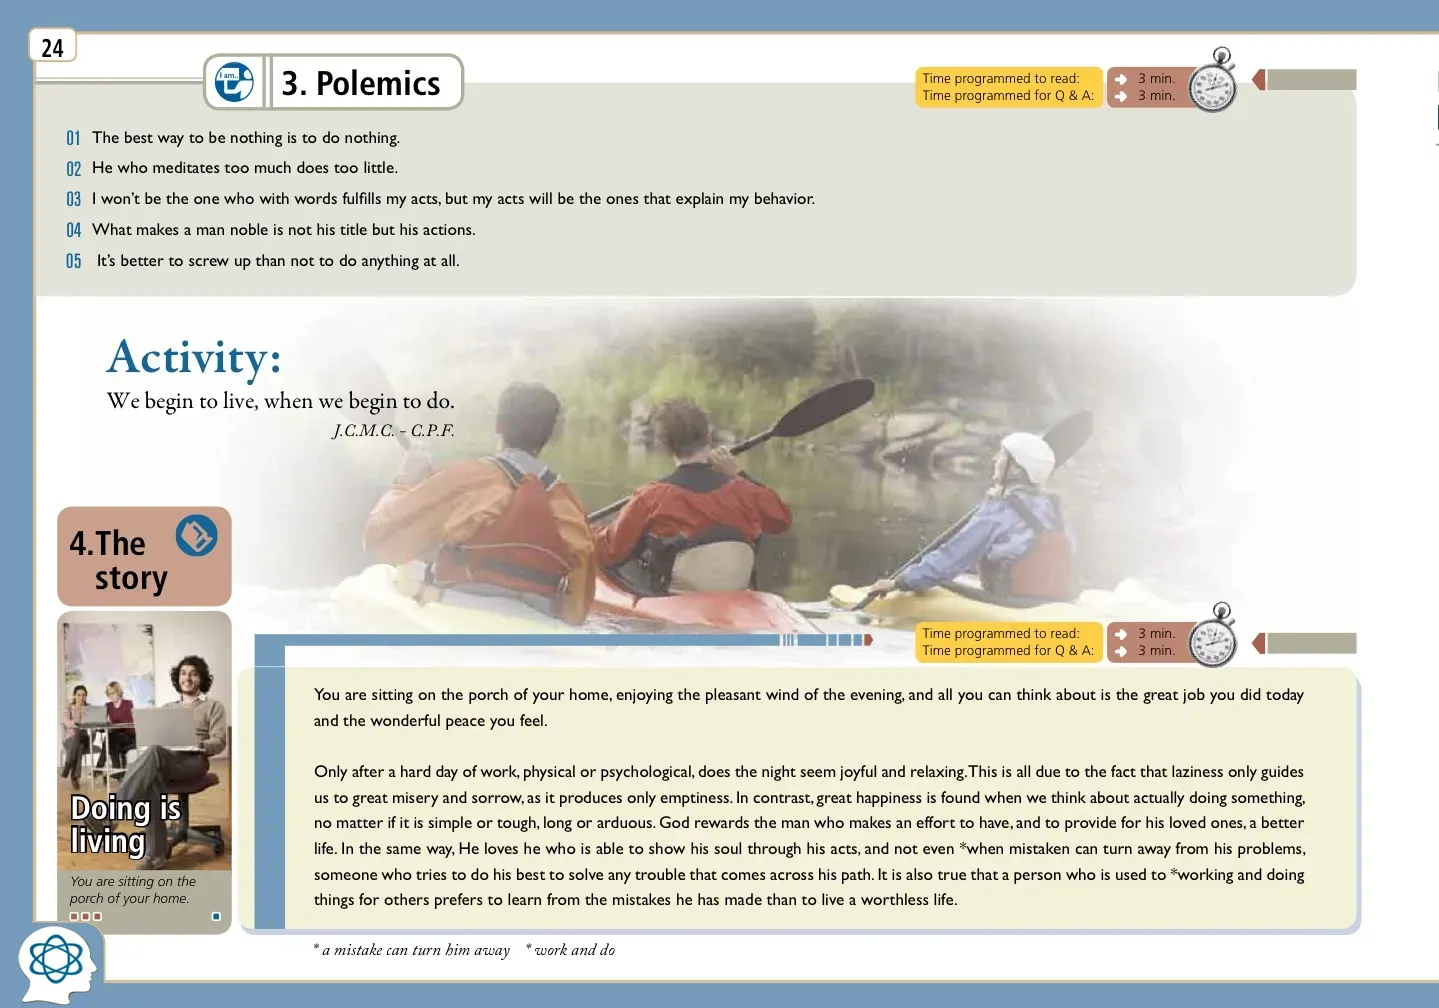 24
I am...
3. Polemics
Time programmed to read: 3 min.
Time programmed for Q & A: 3 min.
01 The best way to be nothing is to do nothing.
02 He who meditates too much does too little.
03 I won't be the one who with words fulfills my acts, but my acts will be the ones that explain my behavior.
04 What makes a man noble is not his title but his actions.
05 It's better to screw up than not to do anything at all.
Activity:
We begin to live, when we begin to do.
J.C.M.C. - C.P.F.
4.The
story
Doing is
living
You are sitting on the
porch of your home.
Time programmed to read: 3 min.
Time programmed for Q & A: 3 min.
You are sitting on the porch of your home, enjoying the pleasant wind of the evening, and all you can think about is the great job you did today
and the wonderful peace you feel.
Only after a hard day of work, physical or psychological, does the night seem joyful and relaxing.This is all due to the fact that laziness only guides
us to great misery and sorrow, as it produces only emptiness. In contrast, great happiness is found when we think about actually doing something,
no matter if it is simple or tough, long or arduous. God rewards the man who makes an effort to have, and to provide for his loved ones, a better
life. In the same way, He loves he who is able to show his soul through his acts, and not even *when mistaken can turn away from his problems,
someone who tries to do his best to solve any trouble that comes across his path. It is also true that a person who is used to *working and doing
things for others prefers to learn from the mistakes he has made than to live a worthless life.
* a mistake can turn him away * work and do